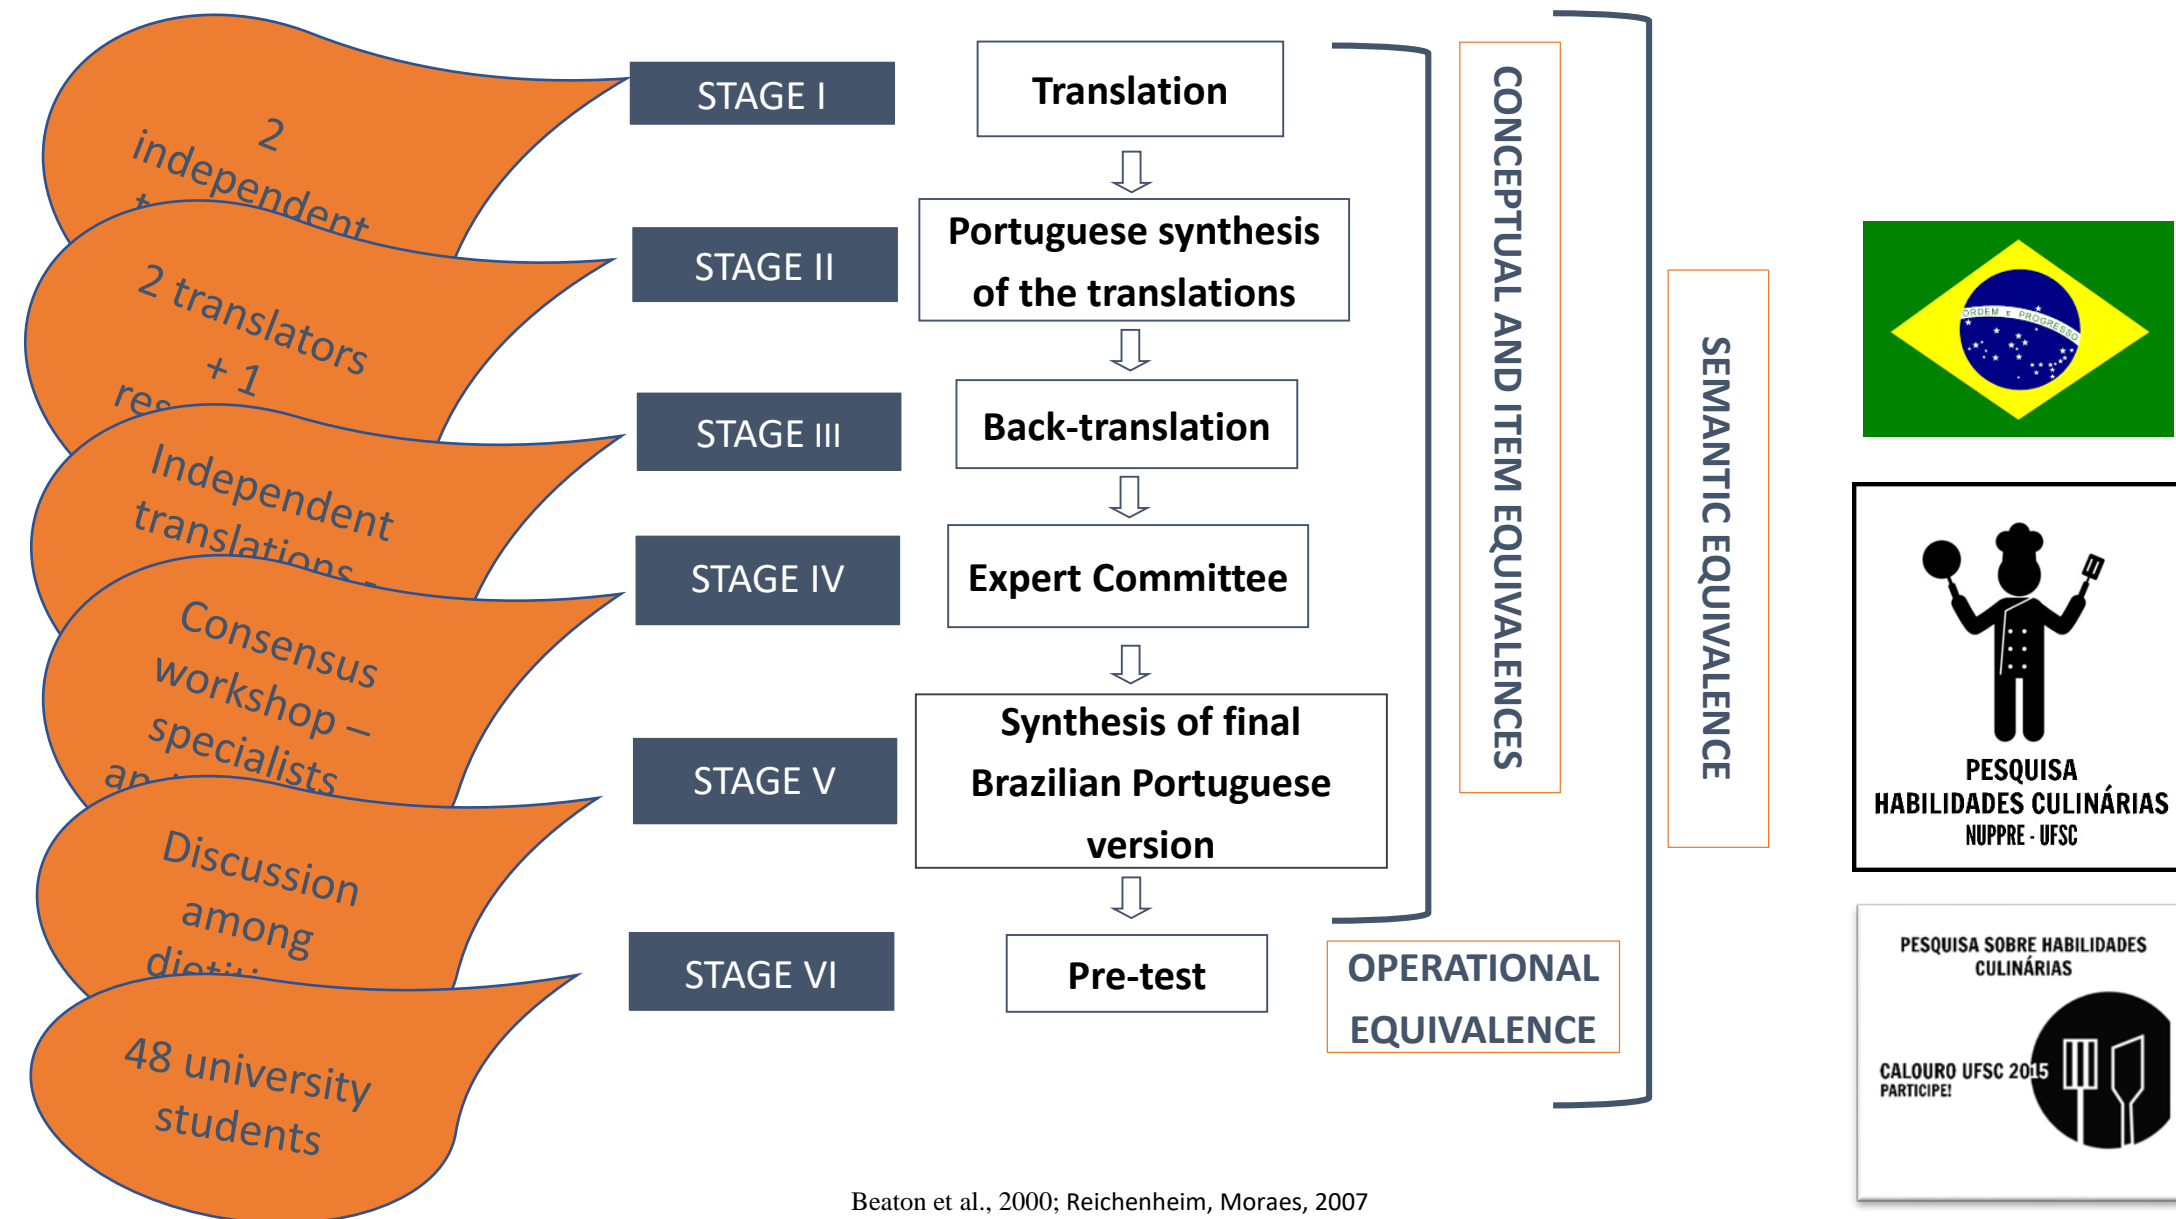 2
independent
2 translators
+ 1
Independent
translations -
Consensus
workshop –
specialists
Discussion
among
48 university
students
STAGE I
Translation
STAGE II
Portuguese synthesis
of the translations
STAGE III
Back-translation
STAGE IV
Expert Committee
STAGE V
Synthesis of final
Brazilian Portuguese
version
STAGE VI
Pre-test
CONCEPTUAL AND ITEM EQUIVALENCES
OPERATIONAL
EQUIVALENCE
SEMANTIC EQUIVALENCE
ORDEM E PROGRESSO
PESQUISA
HABILIDADES CULINÁRIAS
NUPPRE - UFSC
PESQUISA SOBRE HABILIDADES
CULINÁRIAS
CALOURO UFSC 2015
PARTICIPE!
Beaton et al., 2000; Reichenheim, Moraes, 2007